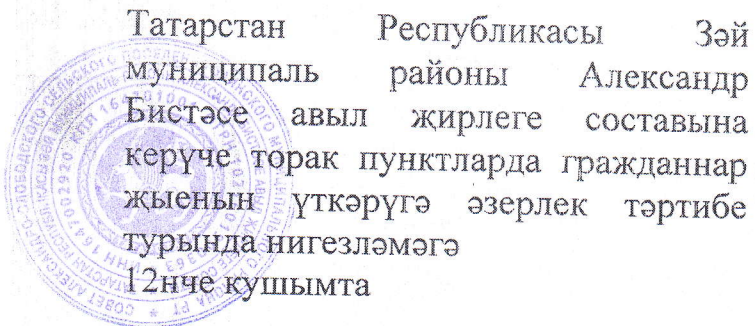 Татарстан Республикасы Зәй
муниципаль районы Александр
Бистәсе авыл җирлеге составына
керүче торак пунктларда гражданнар
җыенын үткәрүгә әзерлек тәртибе
турында нигезләмәгә
12нче кушымта